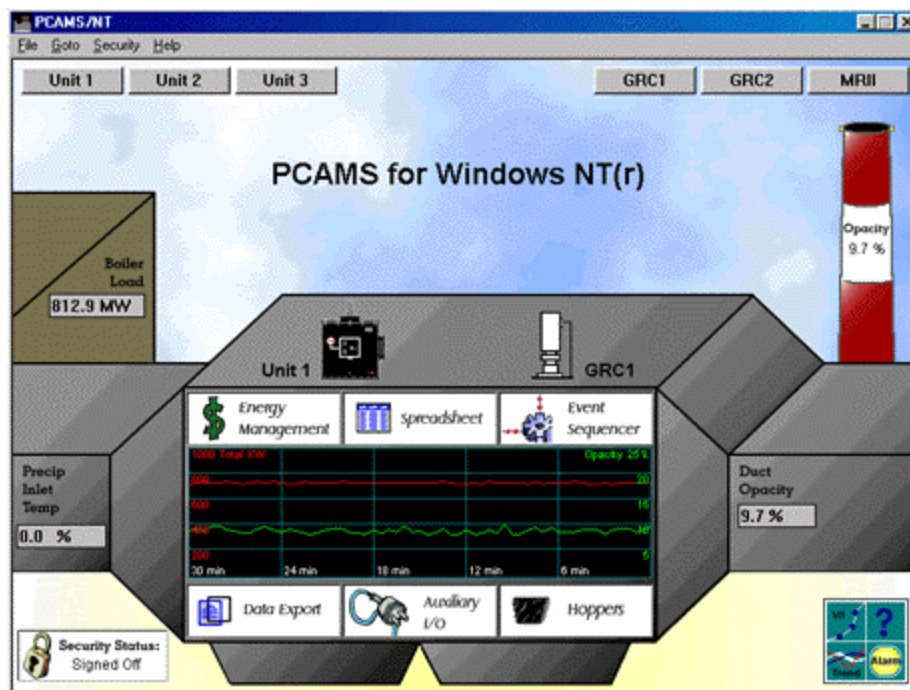 PCAMS/NT
File Goto Security Help
Unit 1 Unit 2 Unit 3 GRC1 GRC2 MRII
PCAMS for Windows NT(r)
Opacity
9.7 %
Boiler
Load
812.9 MW
Unit 1 GRC1
Energy
Management
Spreadsheet
Event
Sequencer
1000 Total KW Opacity 25%
800 20
600 15
400 10
200 5
30 min 24 min 18 min 12 min 6 min
Precip
Inlet
Temp
0.0 %
Duct
Opacity
9.7 %
Data Export
Auxiliary
I/O
Hoppers
Security Status:
Signed Off
V/I ?
Trend Alarm